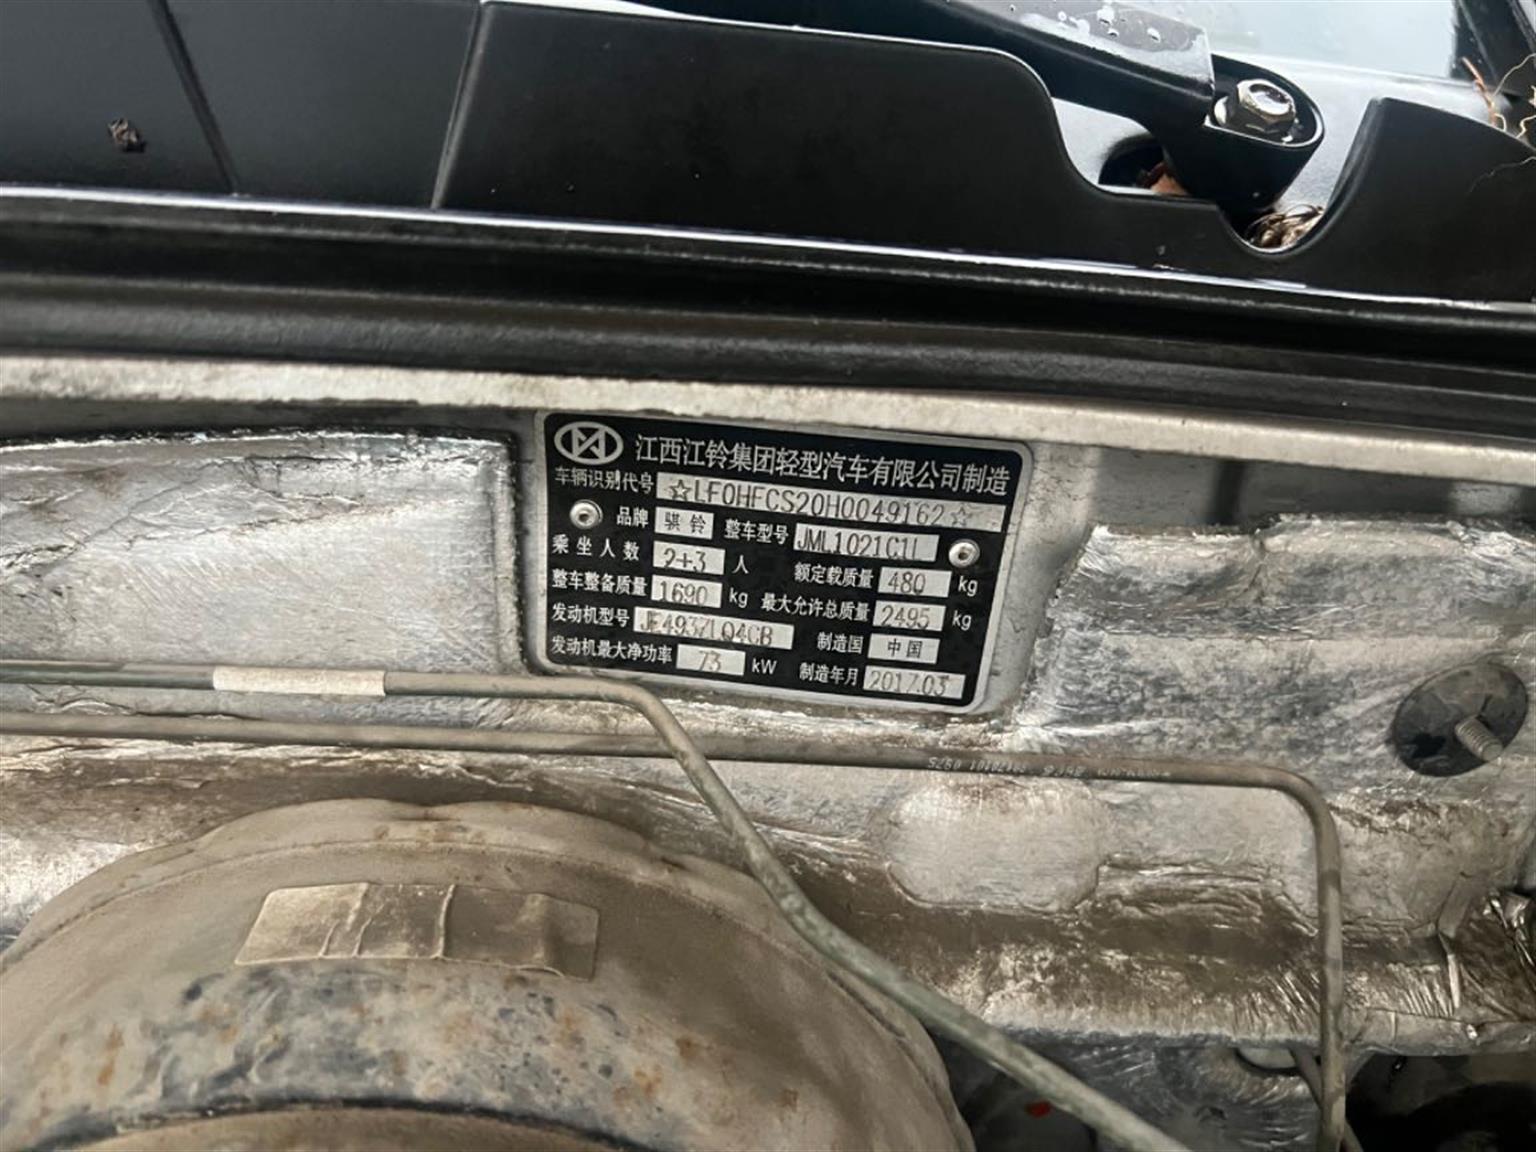 江西江铃集团轻型汽车有限公司制造
车辆识别代号 ☆LF0HFCS20H0049162☆
品牌 骐铃 整车型号 JML1021C1L
乘坐人数 2+3 人 额定载质量 480 kg
整车整备质量 1690 kg 最大允许总质量 2495 kg
发动机型号 JE493ZLQ4CB 制造国 中国
发动机最大净功率 73 kW 制造年月 2017.03